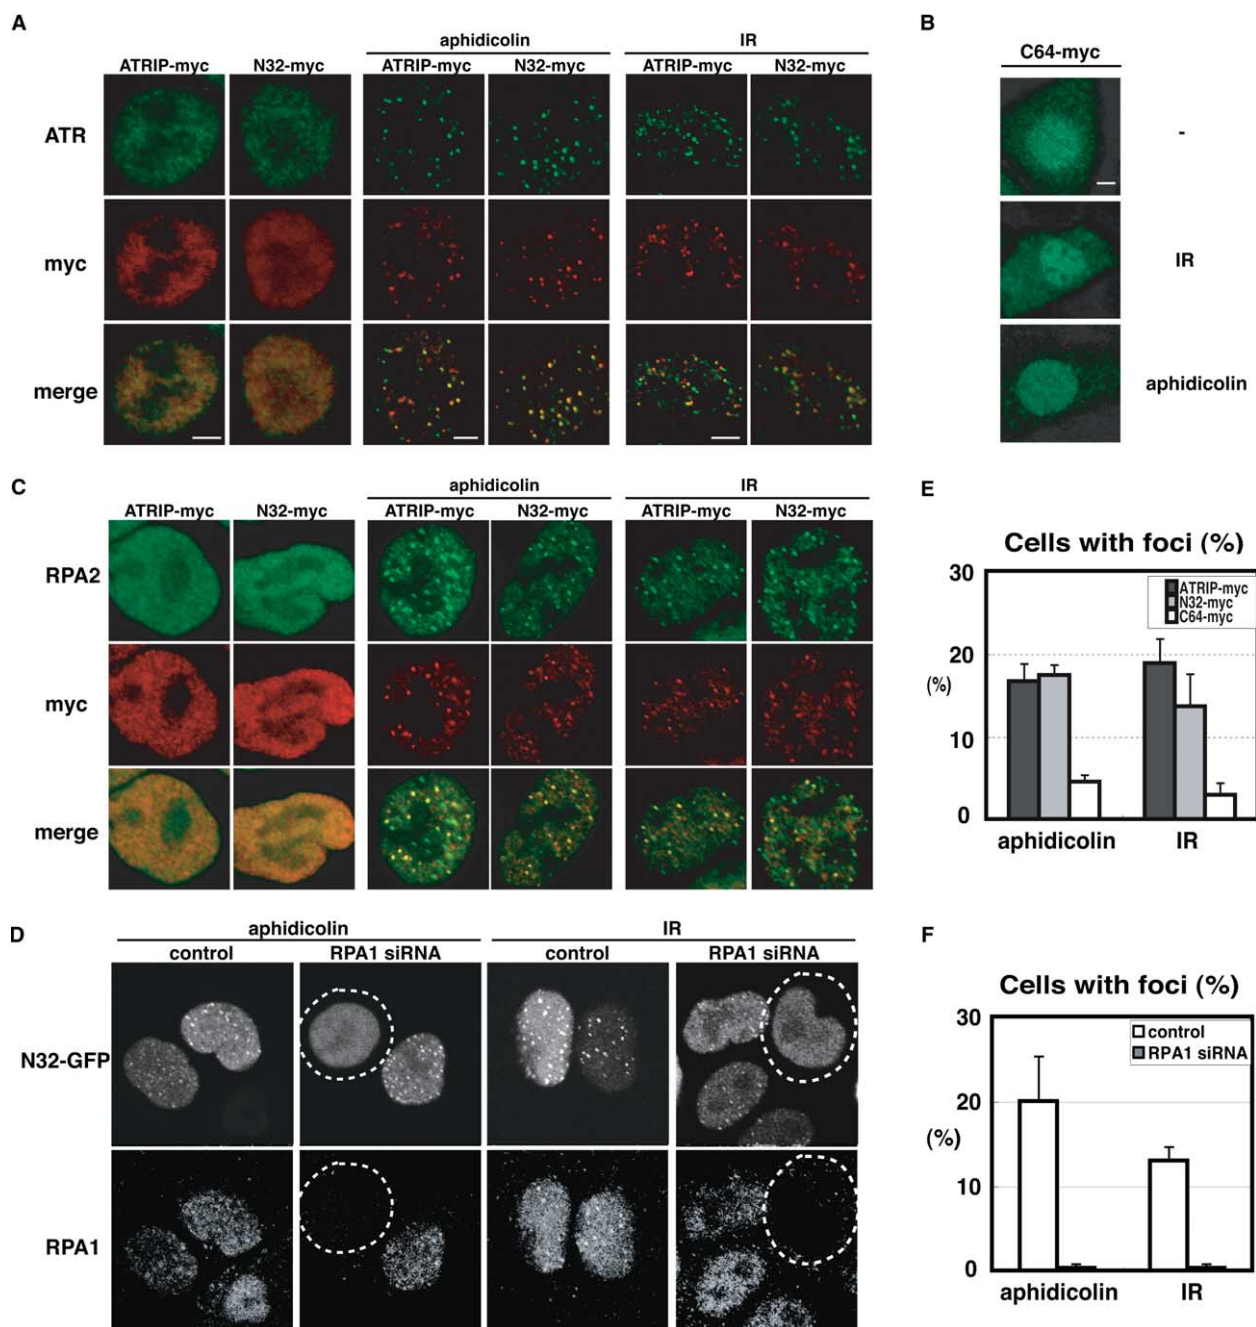 A
aphidicolin IR
ATRIP-myc N32-myc ATRIP-myc N32-myc ATRIP-myc N32-myc
ATR
myc
merge
B
C64-myc
-
IR
aphidicolin
C
aphidicolin IR
ATRIP-myc N32-myc ATRIP-myc N32-myc ATRIP-myc N32-myc
RPA2
myc
merge
E
Cells with foci (%)
30
ATRIP-myc
N32-myc
C64-myc
20
(%)
10
0
aphidicolin IR
D
aphidicolin IR
control RPA1 siRNA control RPA1 siRNA
N32-GFP
RPA1
F
Cells with foci (%)
30
control
RPA1 siRNA
20
(%)
10
0
aphidicolin IR